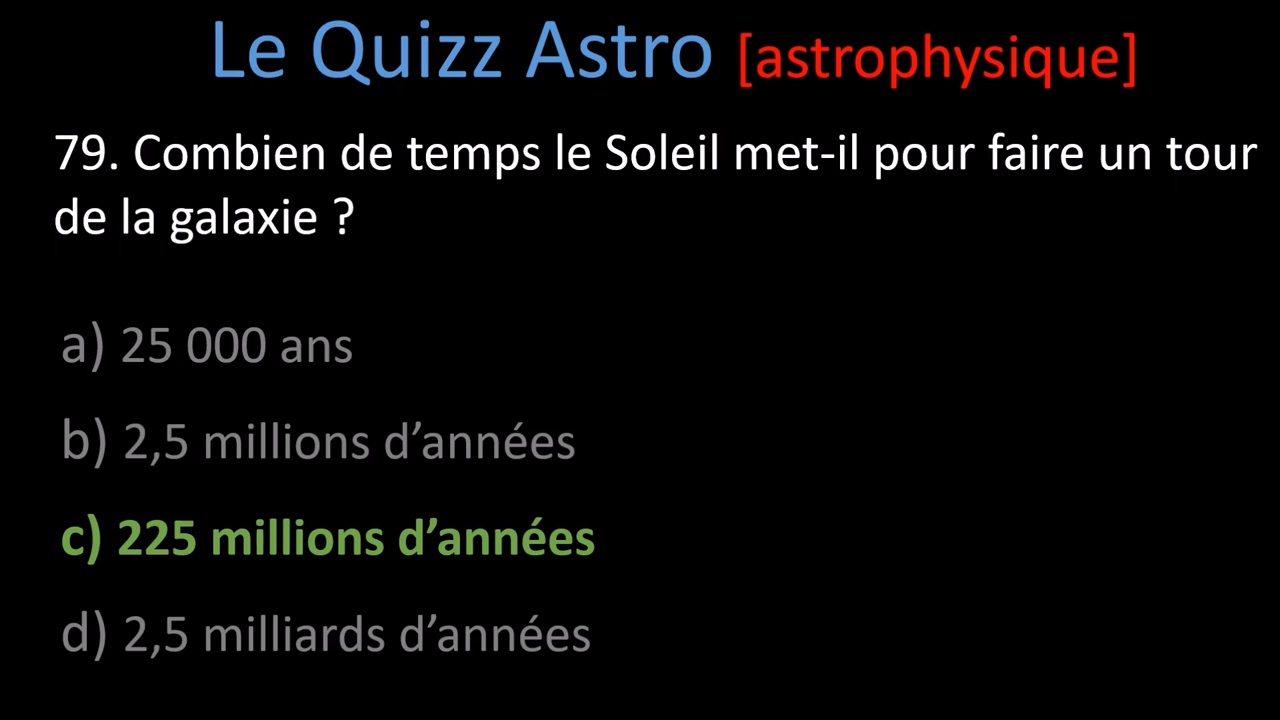 Le Quizz Astro [astrophysique]
79. Combien de temps le Soleil met-il pour faire un tour
de la galaxie ?
a) 25 000 ans
b) 2,5 millions d’années
c) 225 millions d’années
d) 2,5 milliards d’années